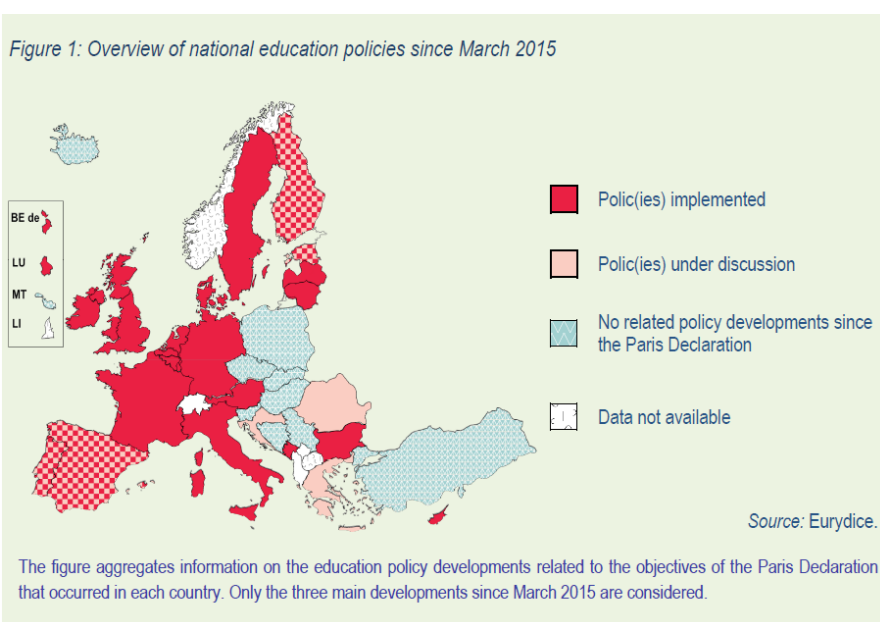 Figure 1: Overview of national education policies since March 2015
BE de
LU
MT
LI
Polic(ies) implemented
Polic(ies) under discussion
No related policy developments since
the Paris Declaration
Data not available
Source: Eurydice.
The figure aggregates information on the education policy developments related to the objectives of the Paris Declaration
that occurred in each country. Only the three main developments since March 2015 are considered.